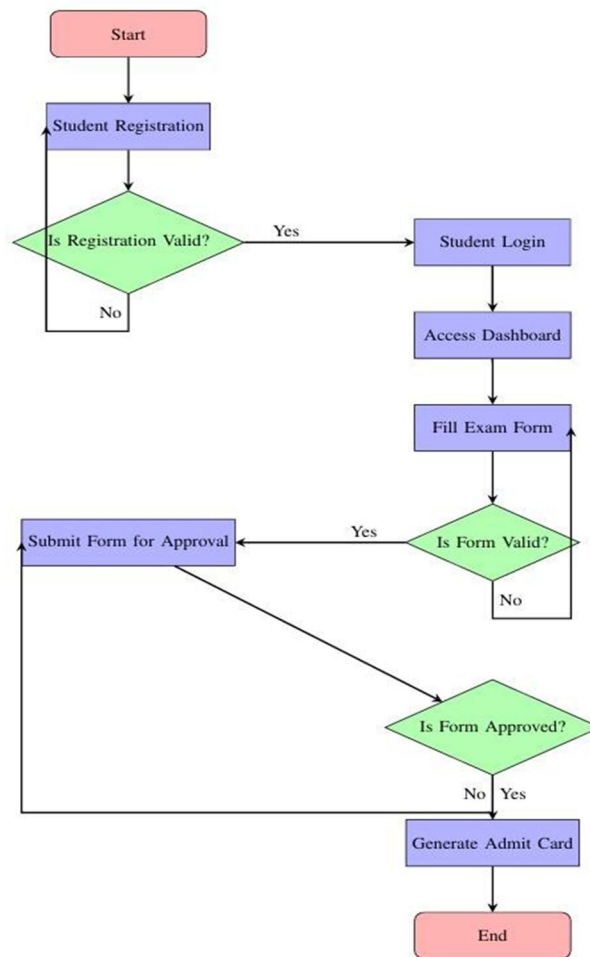 Start
Student Registration
Is Registration Valid?
Yes
Student Login
No
Access Dashboard
Fill Exam Form
Submit Form for Approval
Yes
Is Form Valid?
No
Is Form Approved?
No Yes
Generate Admit Card
End